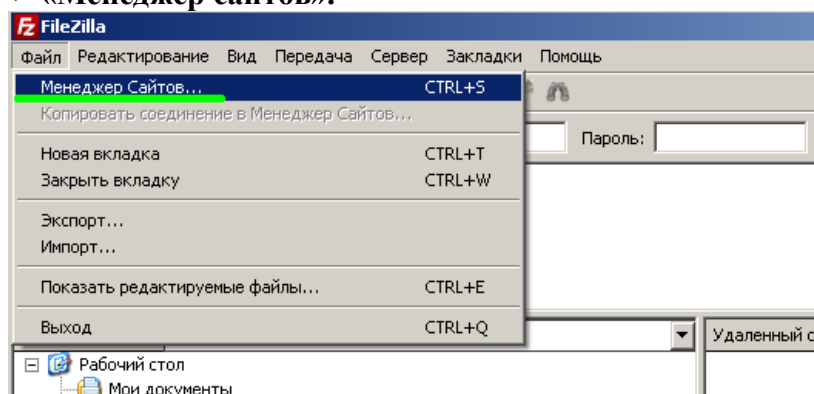 «Менеджер сайтов».
FileZilla
Файл Редактирование Вид Передача Сервер Закладки Помощь
Менеджер Сайтов... CTRL+S
Копировать соединение в Менеджер Сайтов...
Пароль:
Новая вкладка CTRL+T
Закрыть вкладку CTRL+W
Экспорт...
Импорт...
Показать редактируемые файлы... CTRL+E
Выход CTRL+Q
Удаленный с
Рабочий стол
Мои документы